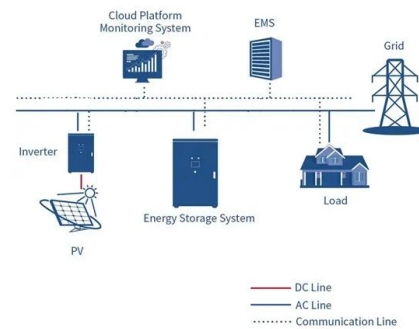 Cloud Platform
Monitoring System
EMS
Grid
Inverter
Energy Storage System
Load
PV
DC Line
AC Line
Communication Line